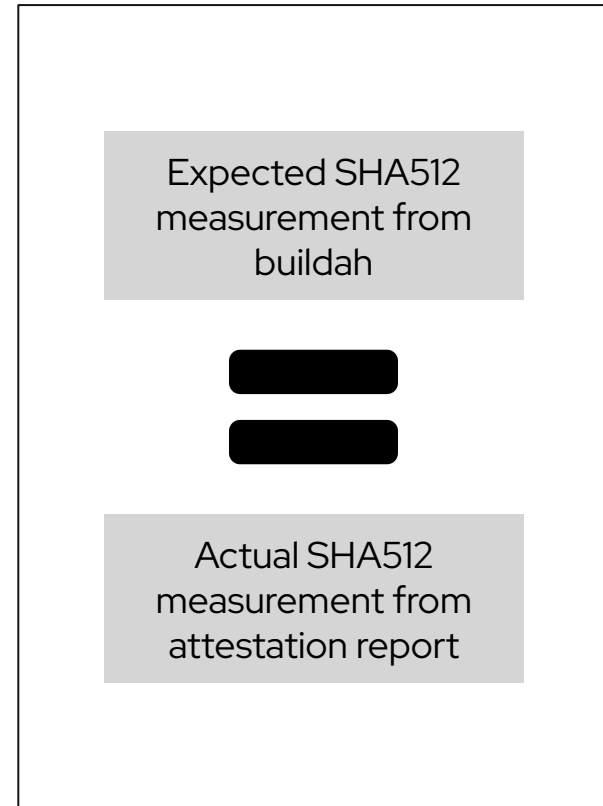 Expected SHA512
measurement from
buildah
Actual SHA512
measurement from
attestation report